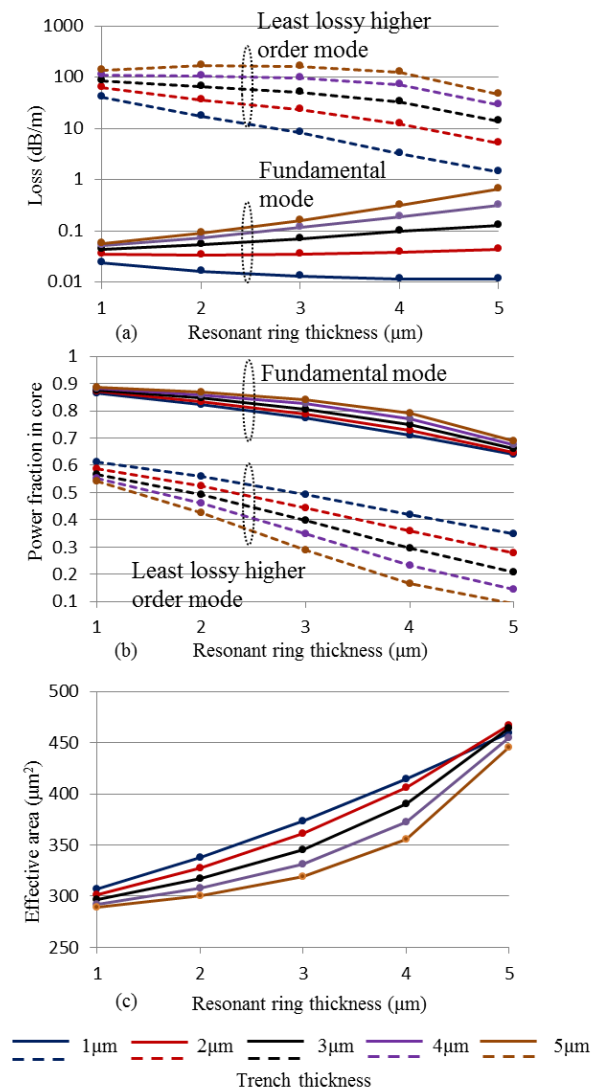 Least lossy higher
order mode
Fundamental
mode
Loss (dB/m)
1000
100
10
1
0.1
0.01
1 2 3 4 5
(a) Resonant ring thickness (μm)
Fundamental mode
Least lossy higher
order mode
Power fraction in core
1
0.9
0.8
0.7
0.6
0.5
0.4
0.3
0.2
0.1
1 2 3 4 5
(b) Resonant ring thickness (μm)
Effective area (μm²)
500
450
400
350
300
250
1 2 3 4 5
(c) Resonant ring thickness (μm)
1μm 2μm 3μm 4μm 5μm
Trench thickness